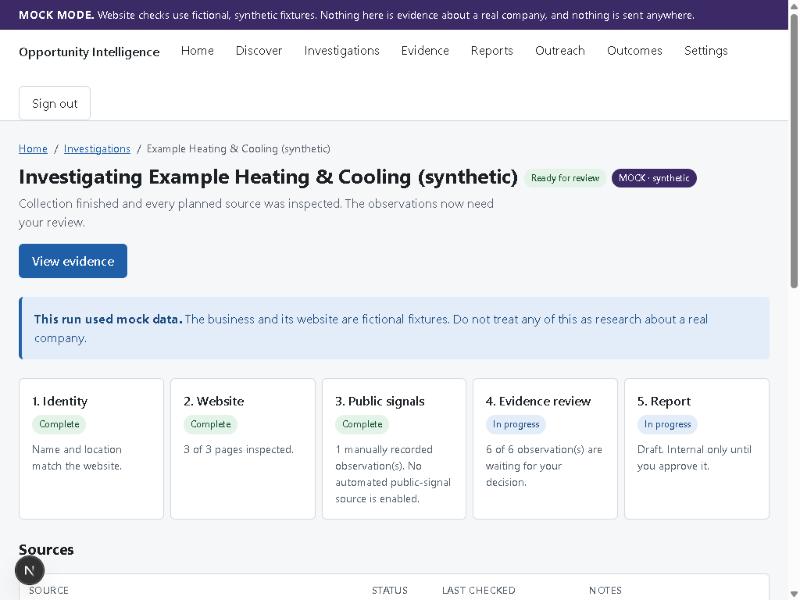 MOCK MODE. Website checks use fictional, synthetic fixtures. Nothing here is evidence about a real company, and nothing is sent anywhere.
Opportunity Intelligence Home Discover Investigations Evidence Reports Outreach Outcomes Settings
Sign out
Home / Investigations / Example Heating & Cooling (synthetic)
Investigating Example Heating & Cooling (synthetic) Ready for review MOCK · synthetic
Collection finished and every planned source was inspected. The observations now need
your review.
View evidence
This run used mock data. The business and its website are fictional fixtures. Do not treat any of this as research about a real
company.
1. Identity
Complete
Name and location
match the website.
2. Website
Complete
3 of 3 pages inspected.
3. Public signals
Complete
1 manually recorded
observation(s). No
automated public-signal
source is enabled.
4. Evidence review
In progress
6 of 6 observation(s) are
waiting for your
decision.
5. Report
In progress
Draft. Internal only until
you approve it.
Sources
N
SOURCE STATUS LAST CHECKED NOTES